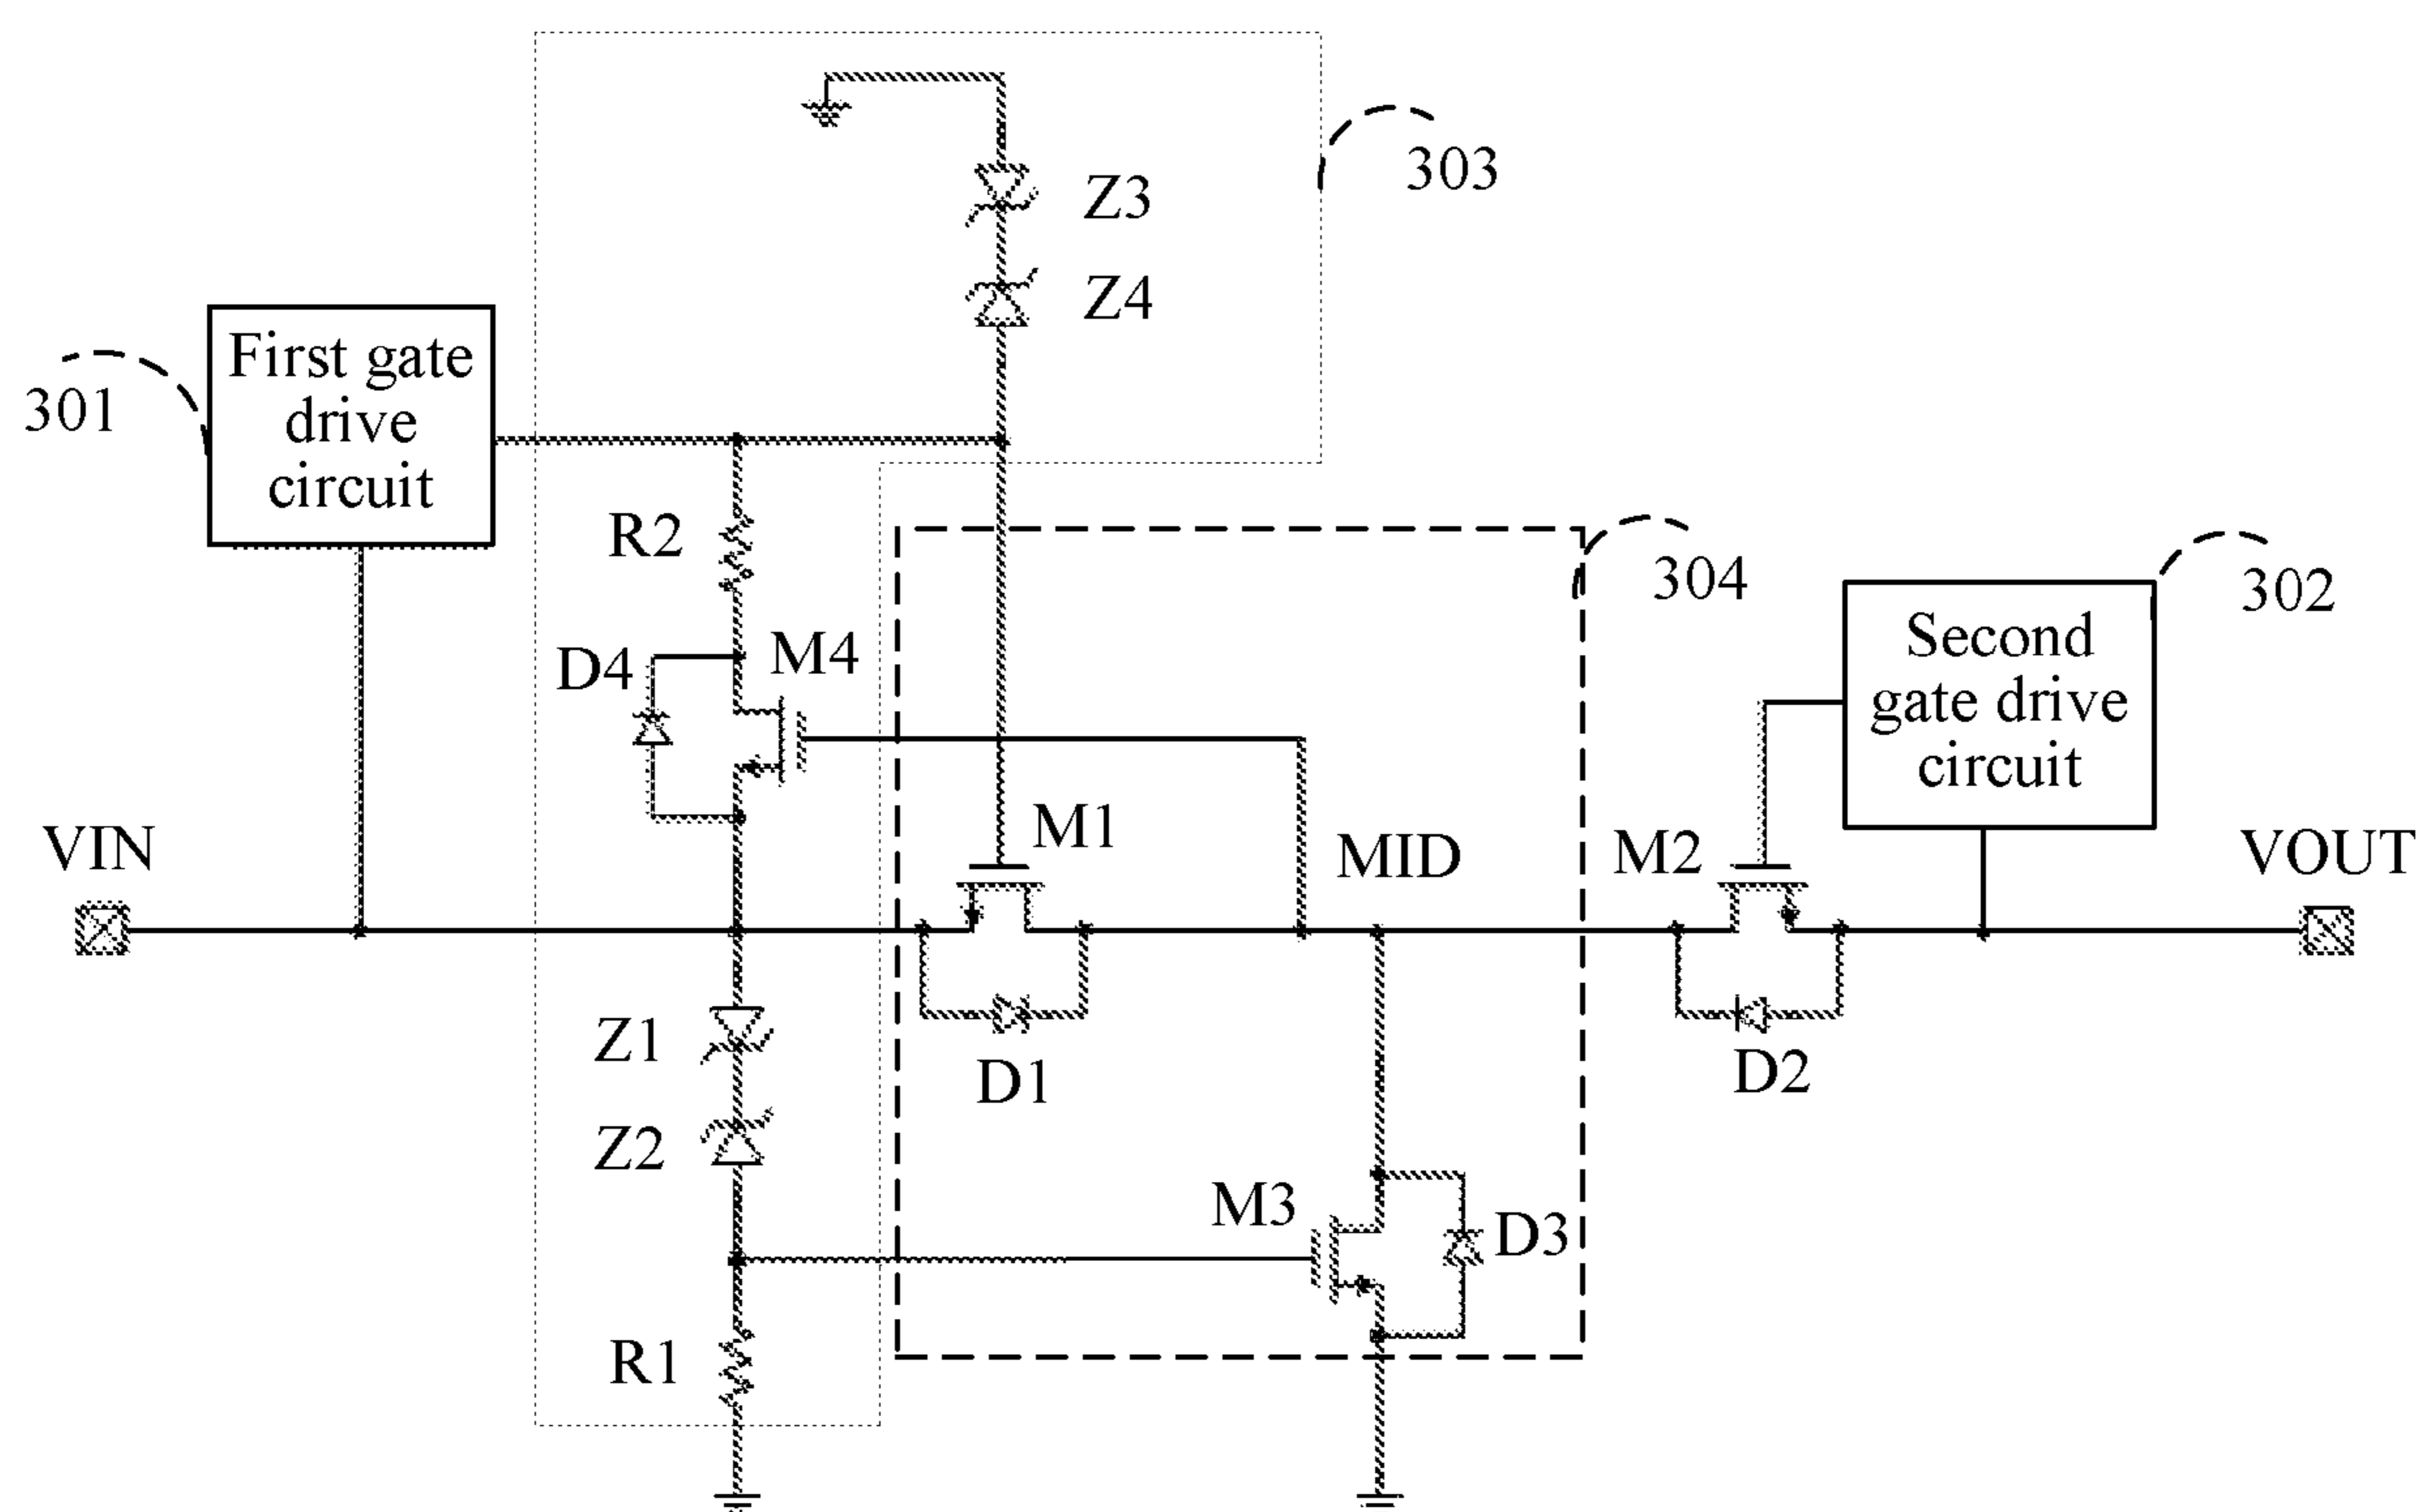 303
Z3
Z4
First gate
drive
circuit
301
R2
304
302
Second
gate drive
circuit
D4
M4
M1
VIN
MID
M2
VOUT
Z1
D1
D2
Z2
M3
D3
R1